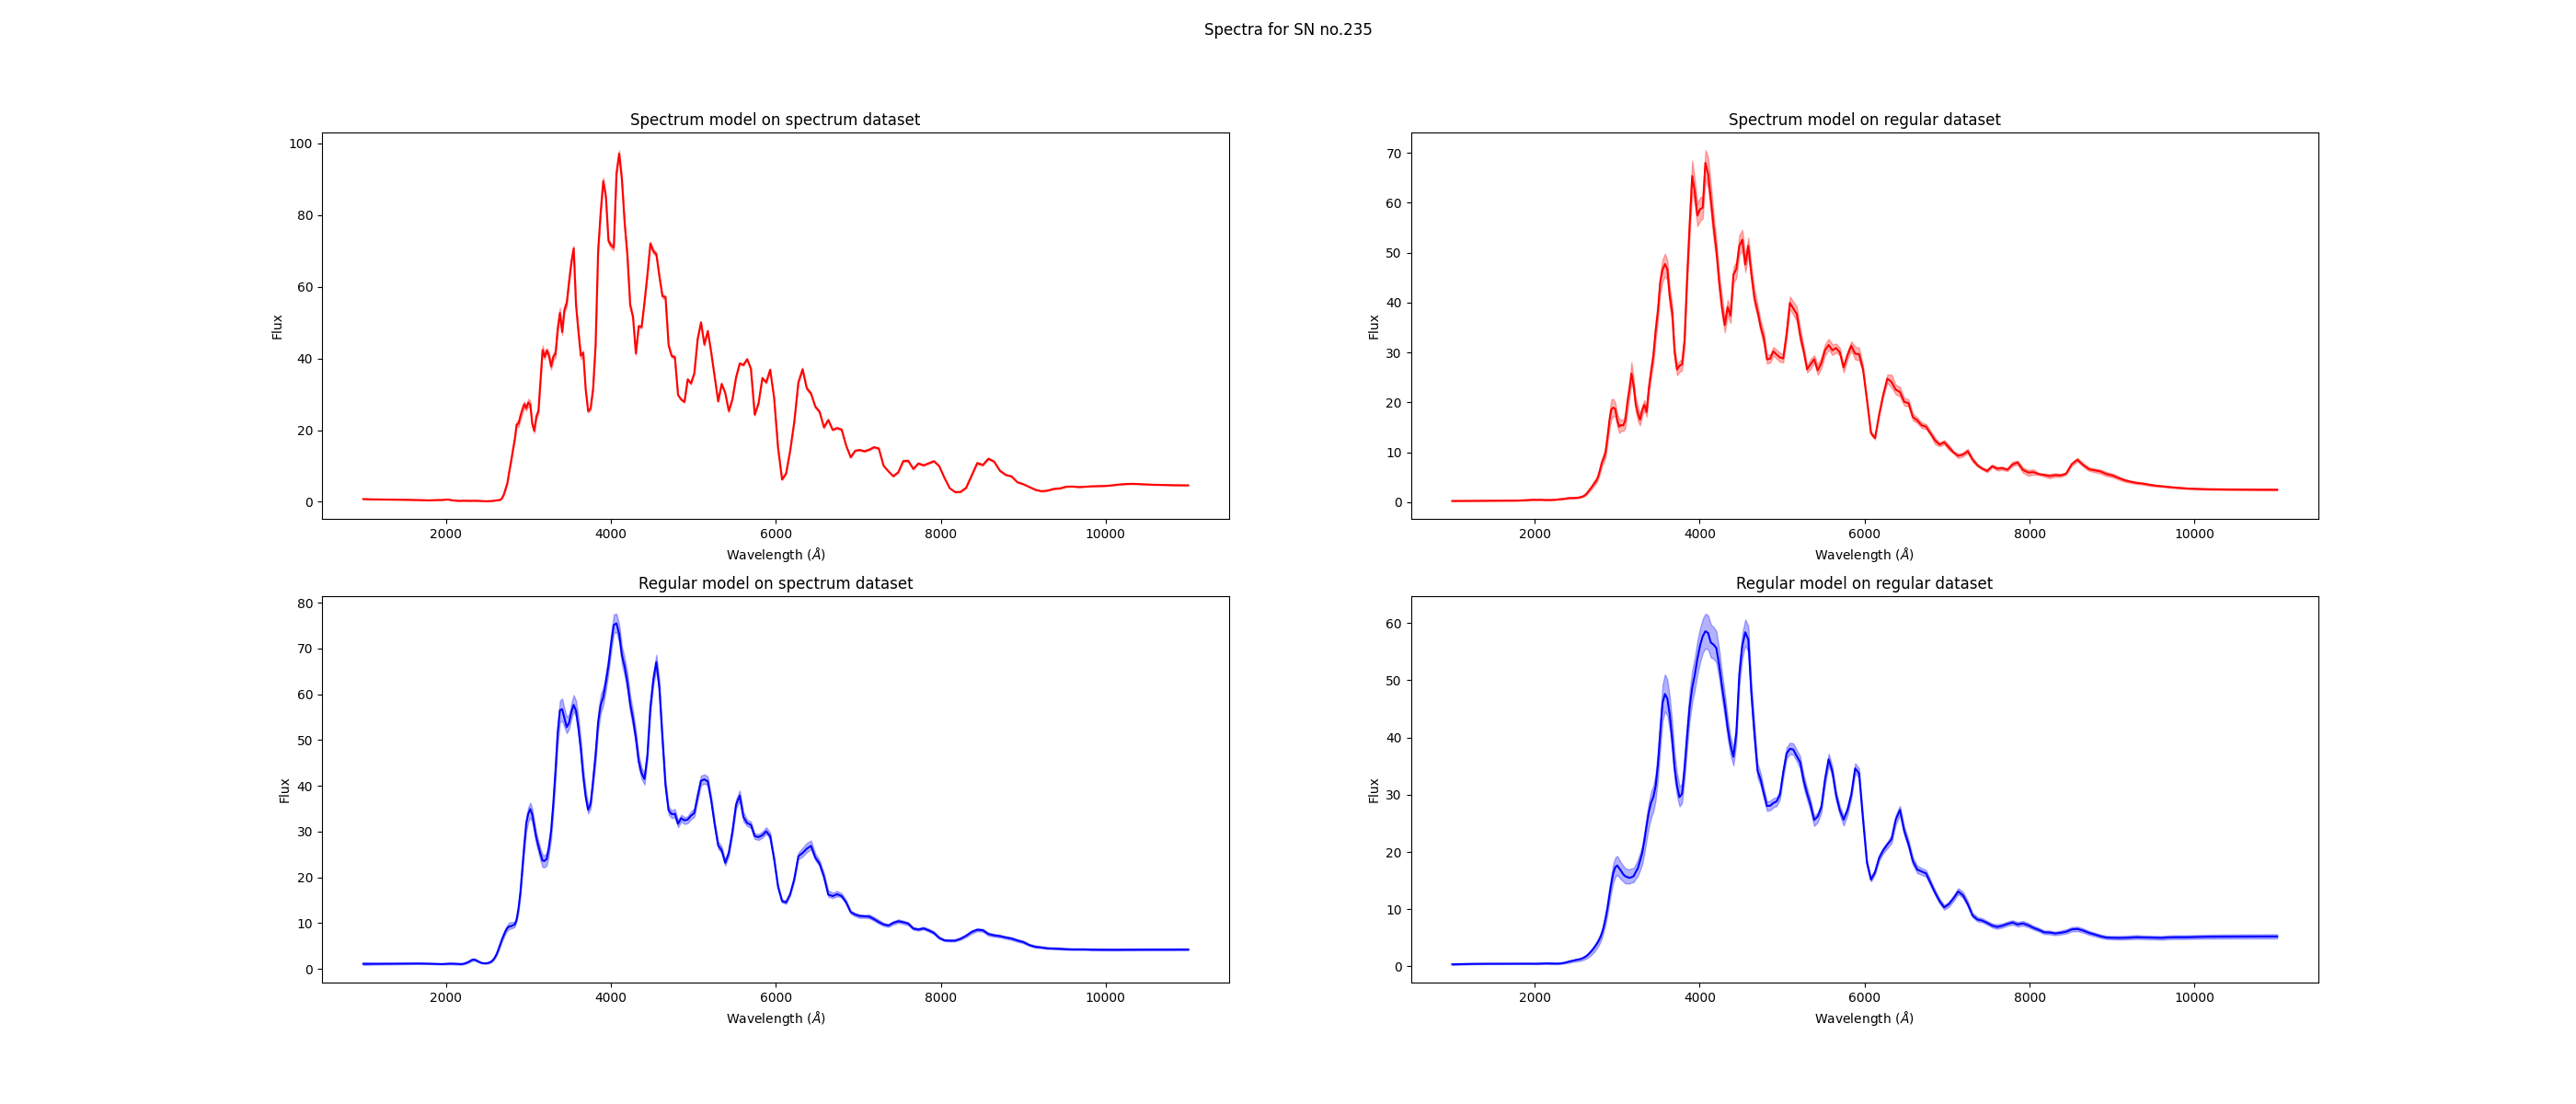 Spectra for SN no.235
Spectrum model on spectrum dataset
100
80
60
40
20
0
Flux
2000 4000 6000 8000 10000
Wavelength (Å)
Spectrum model on regular dataset
70
60
50
40
30
20
10
0
Flux
2000 4000 6000 8000 10000
Wavelength (Å)
Regular model on spectrum dataset
80
70
60
50
40
30
20
10
0
Flux
2000 4000 6000 8000 10000
Wavelength (Å)
Regular model on regular dataset
60
50
40
30
20
10
0
Flux
2000 4000 6000 8000 10000
Wavelength (Å)